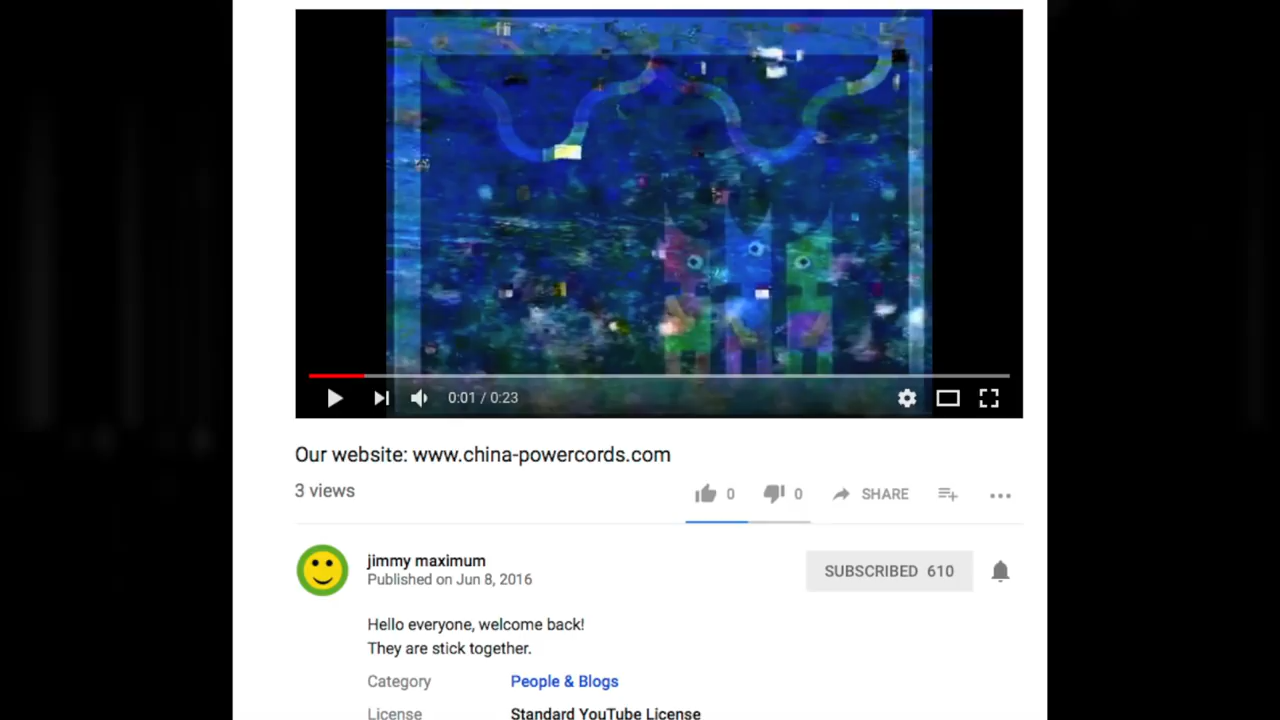 0:01 / 0:23
Our website: www.china-powercords.com
3 views
0
0
SHARE
jimmy maximum
Published on Jun 8, 2016
SUBSCRIBED 610
Hello everyone, welcome back!
They are stick together.
Category People & Blogs
License Standard YouTube License